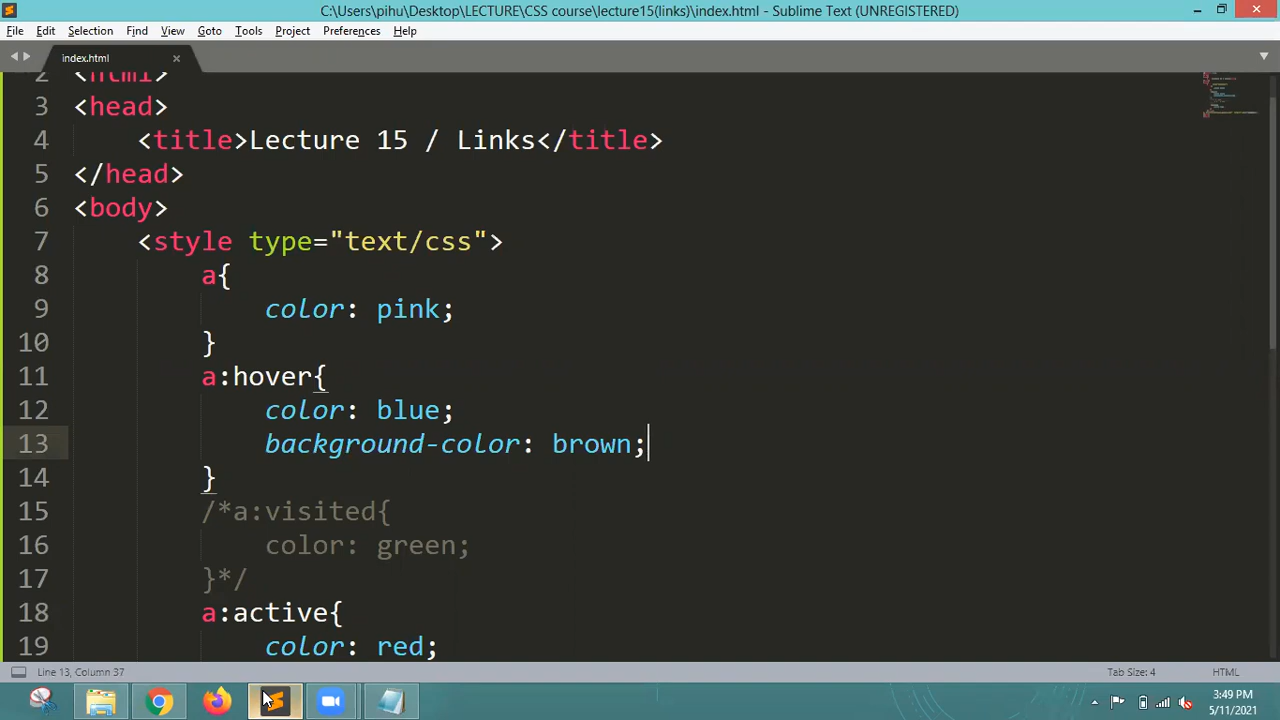 C:\Users\pihu\Desktop\LECTURE\CSS course\lecture15(links)\index.html - Sublime Text (UNREGISTERED)
File Edit Selection Find View Goto Tools Project Preferences Help
index.html
2 <html>
3 <head>
4 <title>Lecture 15 / Links</title>
5 </head>
6 <body>
7 <style type="text/css">
8 a{
9 color: pink;
10 }
11 a:hover{
12 color: blue;
13 background-color: brown;
14 }
15 /*a:visited{
16 color: green;
17 }*/
18 a:active{
19 color: red;
Line 13, Column 37 Tab Size: 4 HTML
3:49 PM
5/11/2021